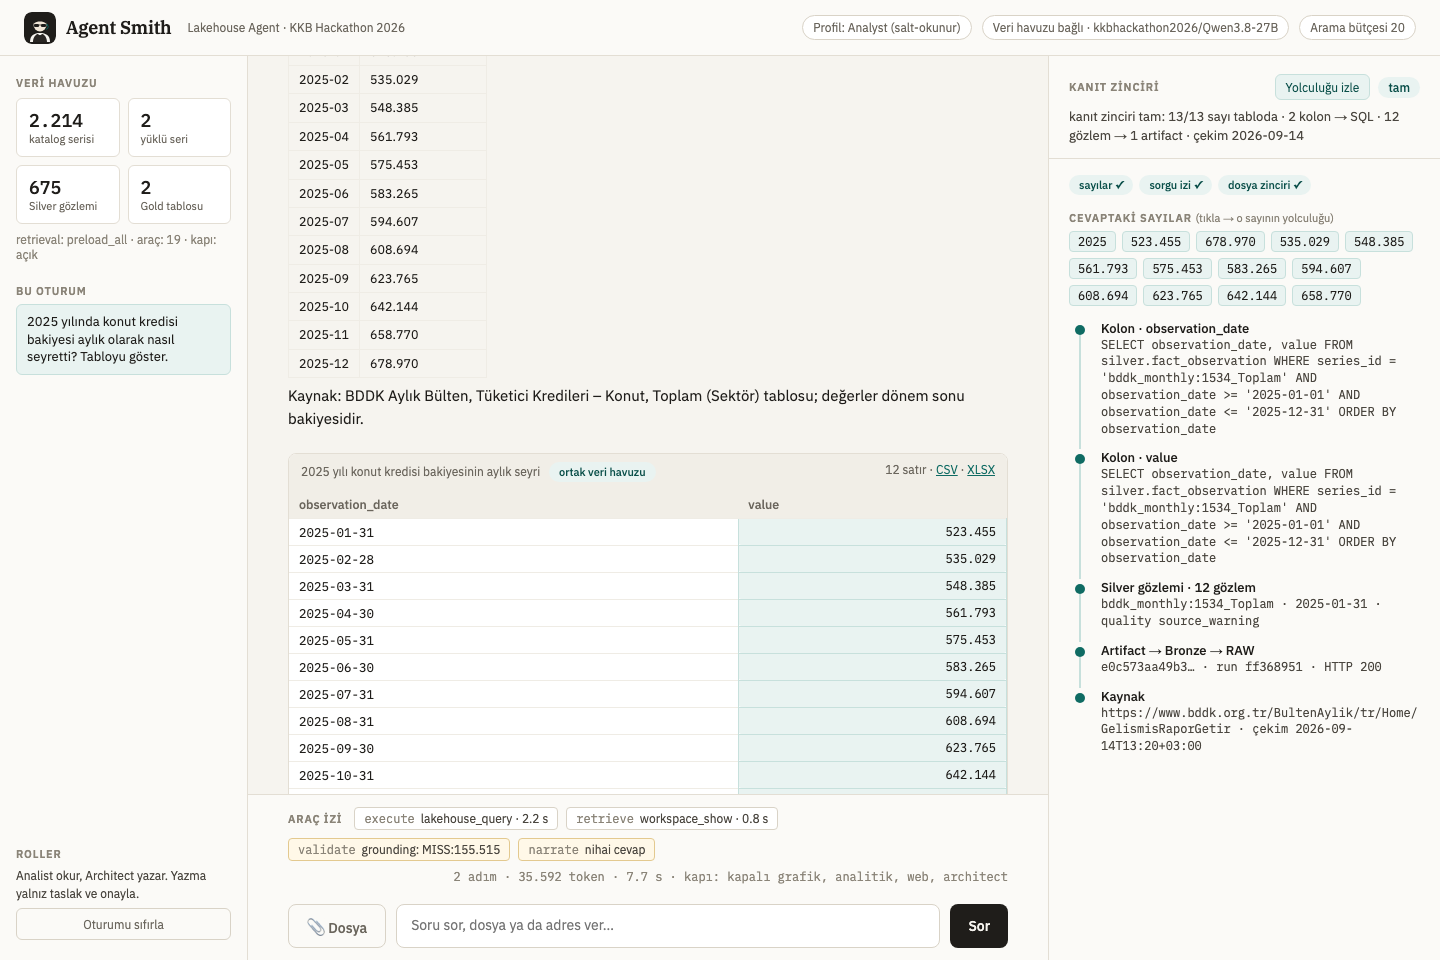 Agent Smith
Lakehouse Agent · KKB Hackathon 2026
Profil: Analyst (salt-okunur)
Veri havuzu bağlı · kkbhackathon2026/Qwen3.8-27B
Arama bütçesi 20
VERİ HAVUZU
2.214
katalog serisi
2
yüklü seri
675
Silver gözlemi
2
Gold tablosu
retrieval: preload_all · araç: 19 · kapı:
açık
BU OTURUM
2025 yılında konut kredisi
bakiyesi aylık olarak nasıl
seyretti? Tabloyu göster.
ROLLER
Analist okur, Architect yazar. Yazma
yalnız taslak ve onayla.
Oturumu sıfırla
2025-02 535.029
2025-03 548.385
2025-04 561.793
2025-05 575.453
2025-06 583.265
2025-07 594.607
2025-08 608.694
2025-09 623.765
2025-10 642.144
2025-11 658.770
2025-12 678.970
Kaynak: BDDK Aylık Bülten, Tüketici Kredileri – Konut, Toplam (Sektör) tablosu; değerler dönem sonu
bakiyesidir.
2025 yılı konut kredisi bakiyesinin aylık seyri ortak veri havuzu 12 satır · CSV · XLSX
observation_date value
2025-01-31 523.455
2025-02-28 535.029
2025-03-31 548.385
2025-04-30 561.793
2025-05-31 575.453
2025-06-30 583.265
2025-07-31 594.607
2025-08-31 608.694
2025-09-30 623.765
2025-10-31 642.144
ARAÇ İZİ execute lakehouse_query · 2.2 s retrieve workspace_show · 0.8 s
validate grounding: MISS:155.515 narrate nihai cevap
2 adım · 35.592 token · 7.7 s · kapı: kapalı grafik, analitik, web, architect
📎 Dosya
Soru sor, dosya ya da adres ver...
Sor
KANIT ZİNCİRİ Yolculuğu izle tam
kanıt zinciri tam: 13/13 sayı tabloda · 2 kolon → SQL · 12
gözlem → 1 artifact · çekim 2026-09-14
sayılar ✓ sorgu izi ✓ dosya zinciri ✓
CEVAPTAKİ SAYILAR (tıkla → o sayının yolculuğu)
2025 523.455 678.970 535.029 548.385
561.793 575.453 583.265 594.607
608.694 623.765 642.144 658.770
Kolon · observation_date
SELECT observation_date, value FROM
silver.fact_observation WHERE series_id =
'bddk_monthly:1534_Toplam' AND
observation_date >= '2025-01-01' AND
observation_date <= '2025-12-31' ORDER BY
observation_date
Kolon · value
SELECT observation_date, value FROM
silver.fact_observation WHERE series_id =
'bddk_monthly:1534_Toplam' AND
observation_date >= '2025-01-01' AND
observation_date <= '2025-12-31' ORDER BY
observation_date
Silver gözlemi · 12 gözlem
bddk_monthly:1534_Toplam · 2025-01-31 ·
quality source_warning
Artifact → Bronze → RAW
e0c573aa49b3… · run ff368951 · HTTP 200
Kaynak
https://www.bddk.org.tr/BultenAylik/tr/Home/
GelismisRaporGetir · çekim 2026-09-
14T13:20+03:00